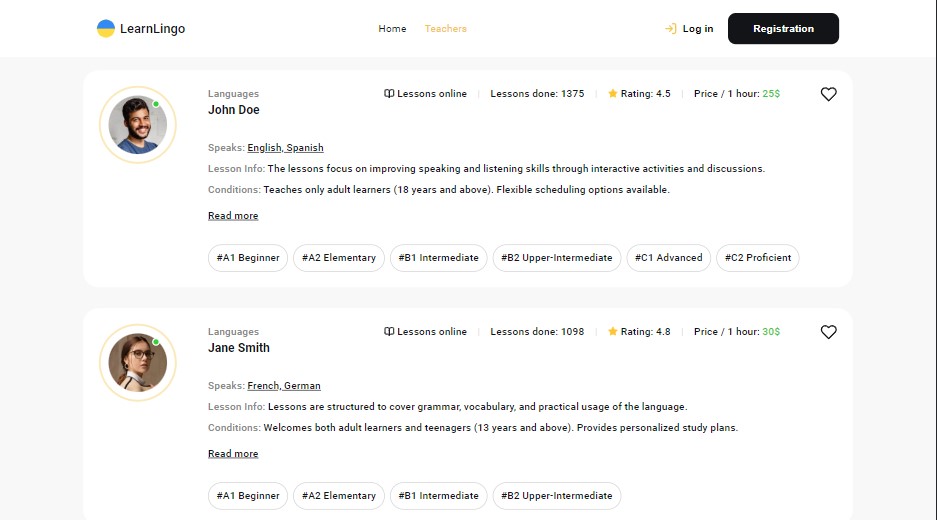 LearnLingo
Home Teachers Log in Registration
Languages Lessons online Lessons done: 1375 Rating: 4.5 Price / 1 hour: 25$
John Doe
Speaks: English, Spanish
Lesson Info: The lessons focus on improving speaking and listening skills through interactive activities and discussions.
Conditions: Teaches only adult learners (18 years and above). Flexible scheduling options available.
Read more
#A1 Beginner #A2 Elementary #B1 Intermediate #B2 Upper-Intermediate #C1 Advanced #C2 Proficient
Languages Lessons online Lessons done: 1098 Rating: 4.8 Price / 1 hour: 30$
Jane Smith
Speaks: French, German
Lesson Info: Lessons are structured to cover grammar, vocabulary, and practical usage of the language.
Conditions: Welcomes both adult learners and teenagers (13 years and above). Provides personalized study plans.
Read more
#A1 Beginner #A2 Elementary #B1 Intermediate #B2 Upper-Intermediate